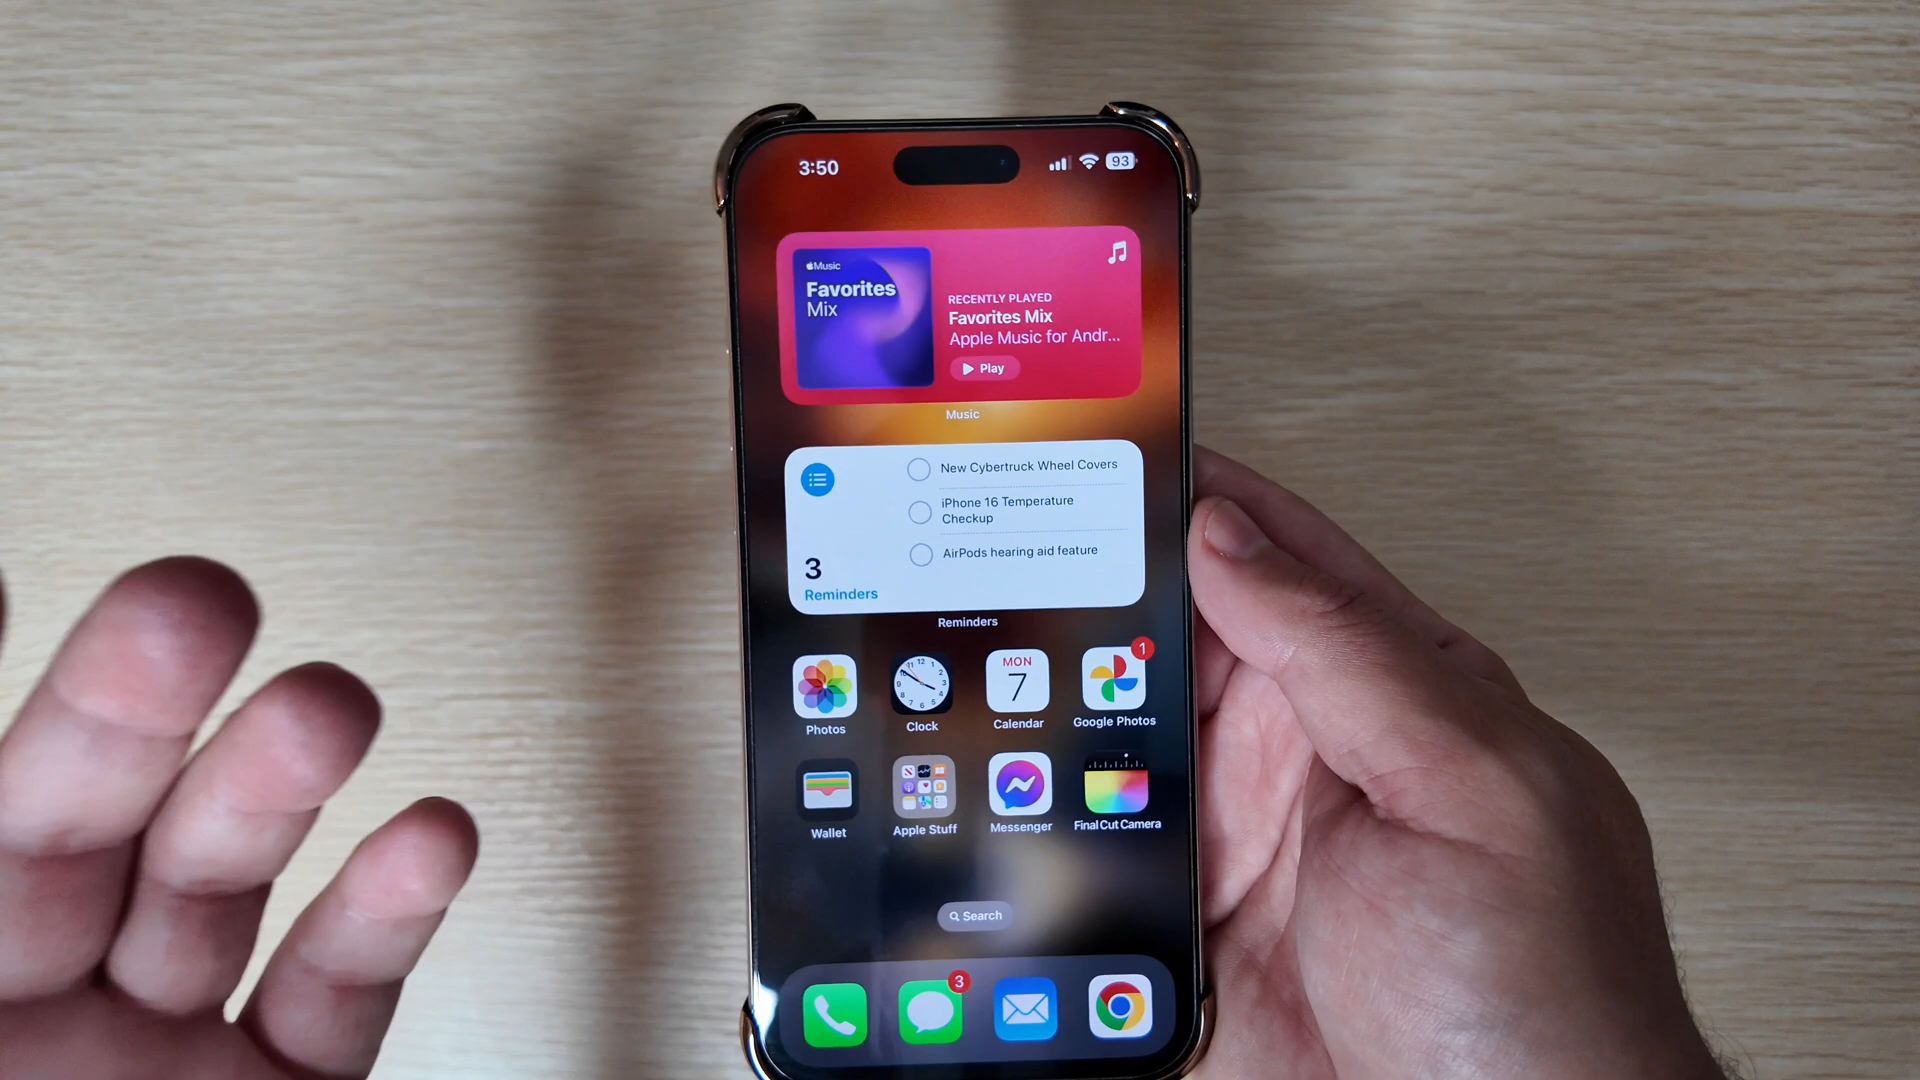 3:50
93
Music
Favorites
Mix
RECENTLY PLAYED
Favorites Mix
Apple Music for Andr...
Play
Music
New Cybertruck Wheel Covers
iPhone 16 Temperature
Checkup
AirPods hearing aid feature
3
Reminders
Reminders
1
MON
7
Photos
Clock
Calendar
Google Photos
Wallet
Apple Stuff
Messenger
Final Cut Camera
Search
3